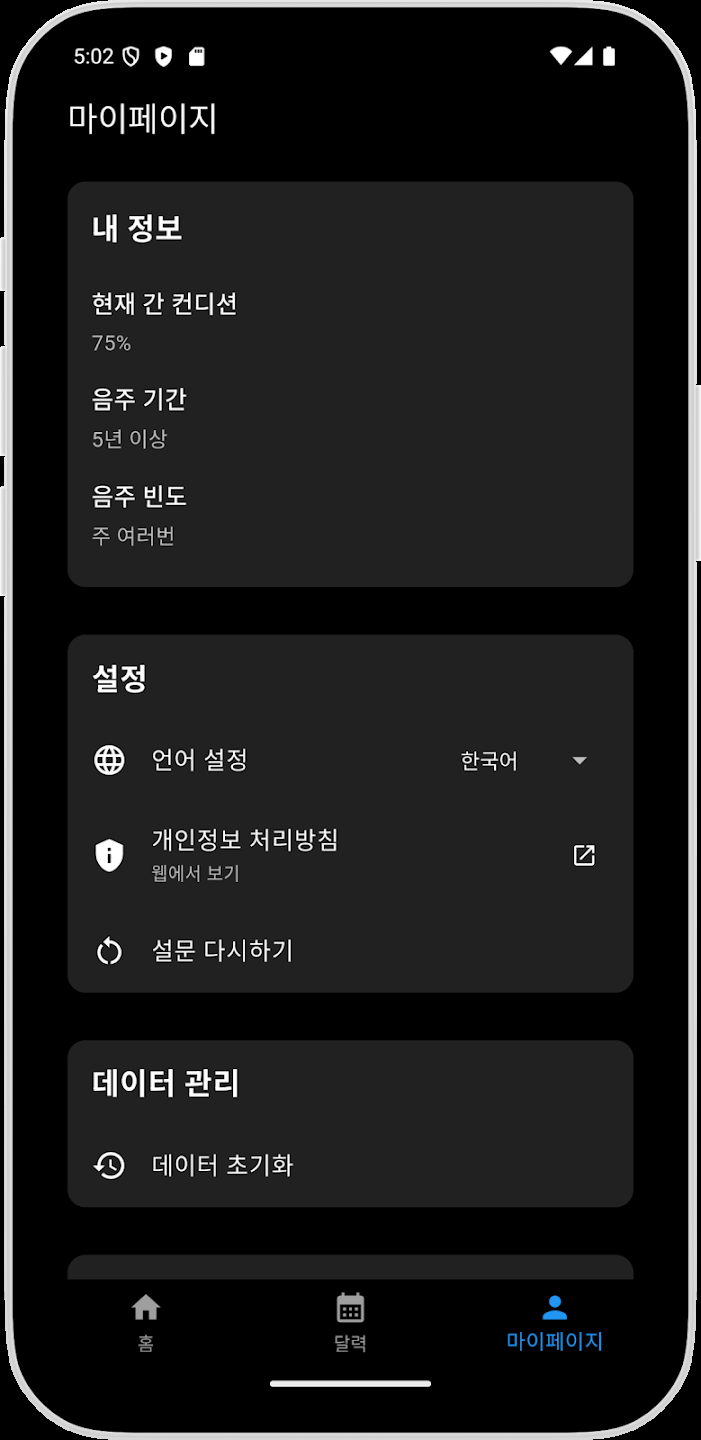 5:02
마이페이지
내 정보
현재 간 컨디션
75%
음주 기간
5년 이상
음주 빈도
주 여러번
설정
언어 설정
한국어
개인정보 처리방침
웹에서 보기
설문 다시하기
데이터 관리
데이터 초기화
홈
달력
마이페이지